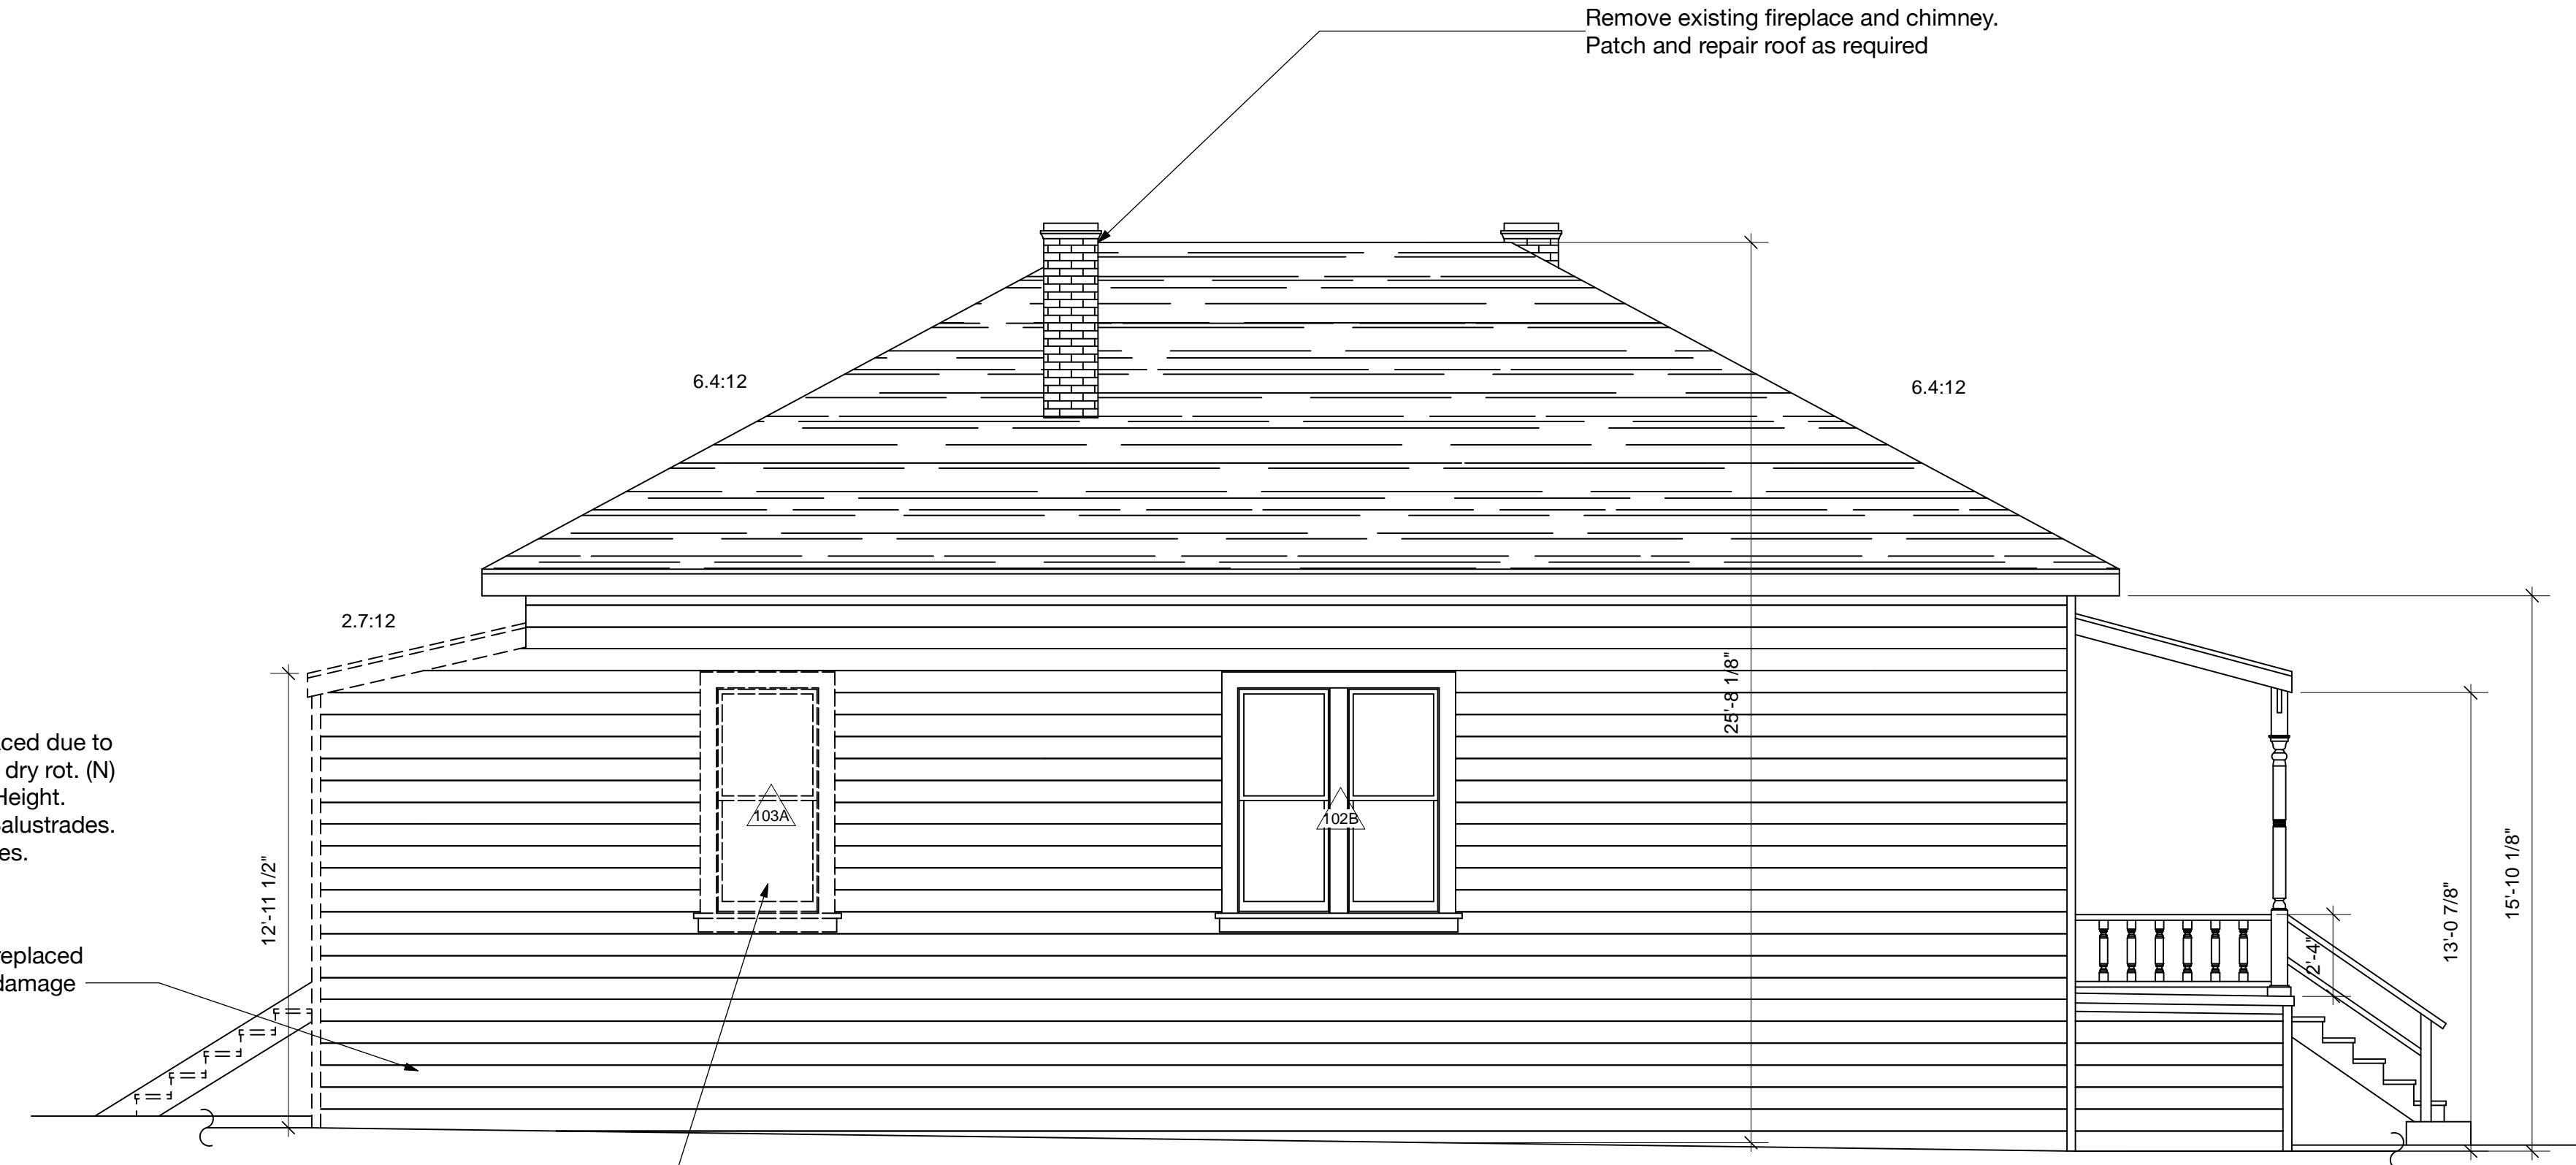 Remove existing fireplace and chimney.
Patch and repair roof as required
6.4:12
6.4:12
2.7:12
25'-8 1/8"
dry rot. (N)
103A
102B
12'-11 1/2"
2'-4"
13'-0 7/8"
15'-10 1/8"
aced due to
Height.
alustrades.
es.
eplaced
damage